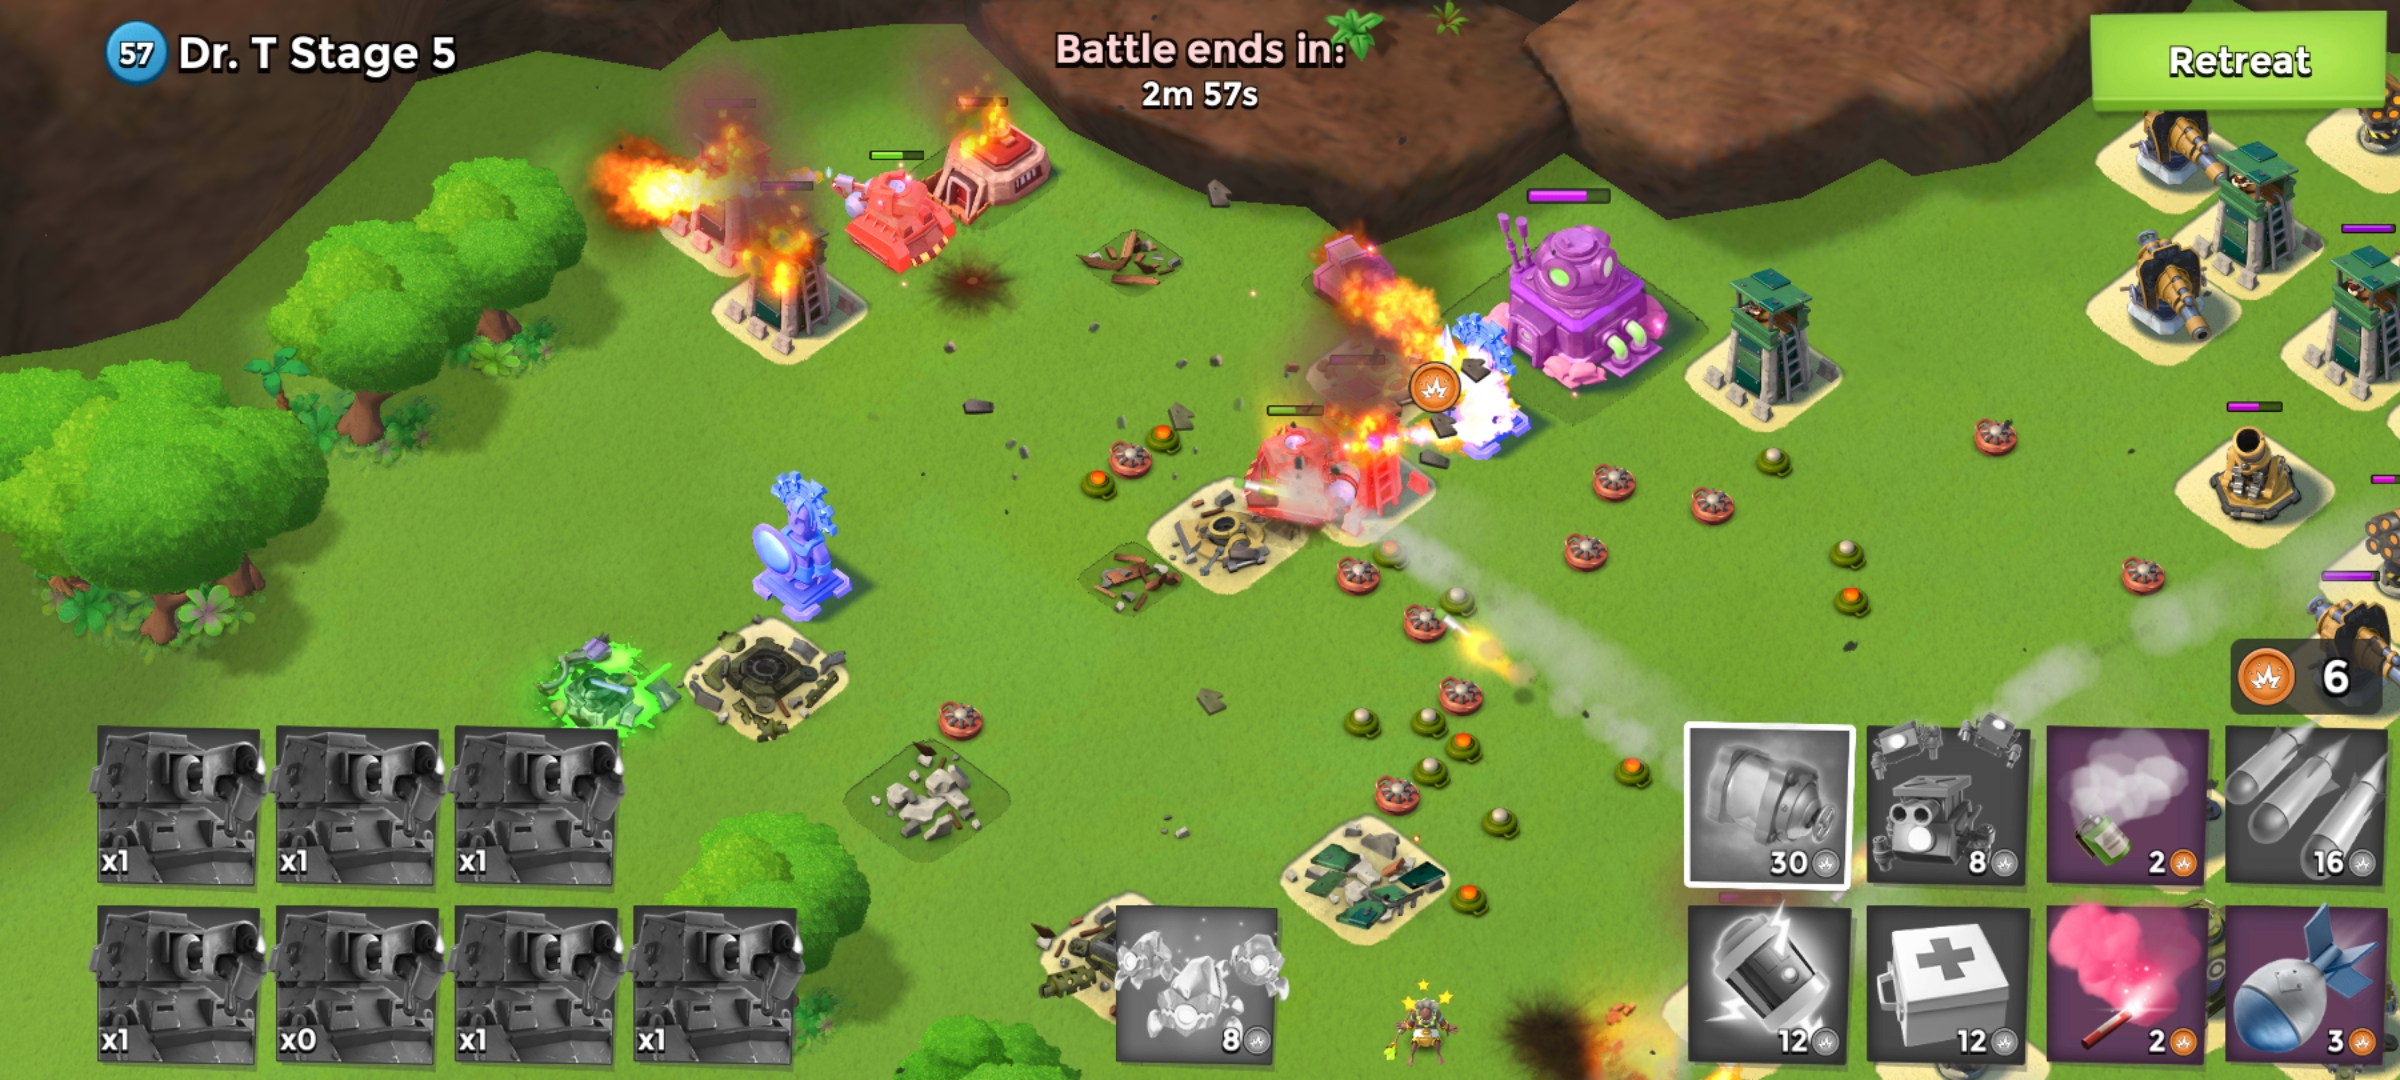 57 Dr. T Stage 5
Battle ends in:
2m 57s
Retreat
6
x1 x1 x1
30 8 2 16
x1 x0 x1 x1
8
12 12 2 3